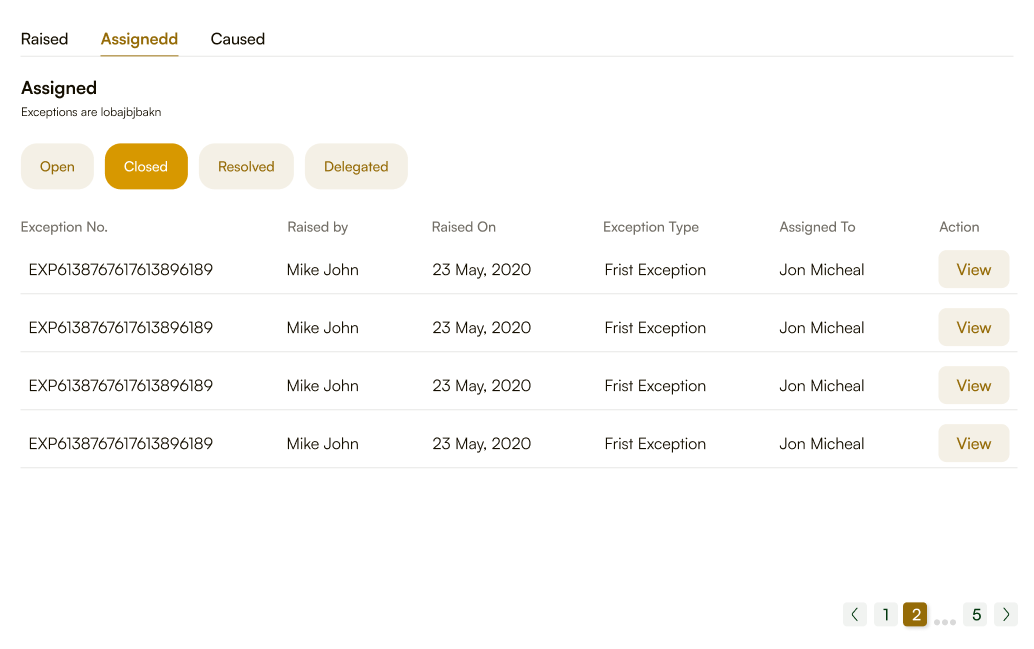 Raised Assignedd Caused
Assigned
Exceptions are lobajbjbakn
Open Closed Resolved Delegated
Exception No. Raised by Raised On Exception Type Assigned To Action
EXP6138767617613896189 Mike John 23 May, 2020 Frist Exception Jon Micheal View
EXP6138767617613896189 Mike John 23 May, 2020 Frist Exception Jon Micheal View
EXP6138767617613896189 Mike John 23 May, 2020 Frist Exception Jon Micheal View
EXP6138767617613896189 Mike John 23 May, 2020 Frist Exception Jon Micheal View
1 2 ... 5